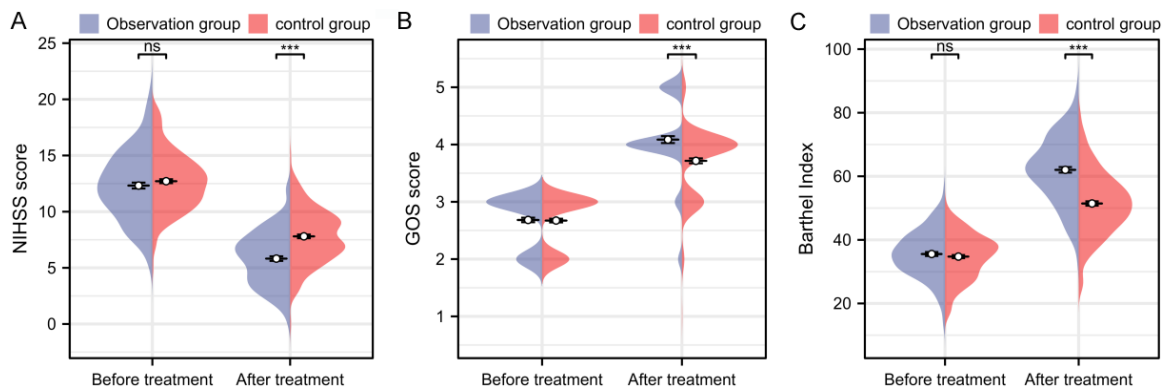 A
Observation group
control group
NIHSS score
25
20
15
10
5
0
ns
***
Before treatment
After treatment
B
Observation group
control group
GOS score
5
4
3
2
1
***
Before treatment
After treatment
C
Observation group
control group
Barthel Index
100
80
60
40
20
ns
***
Before treatment
After treatment